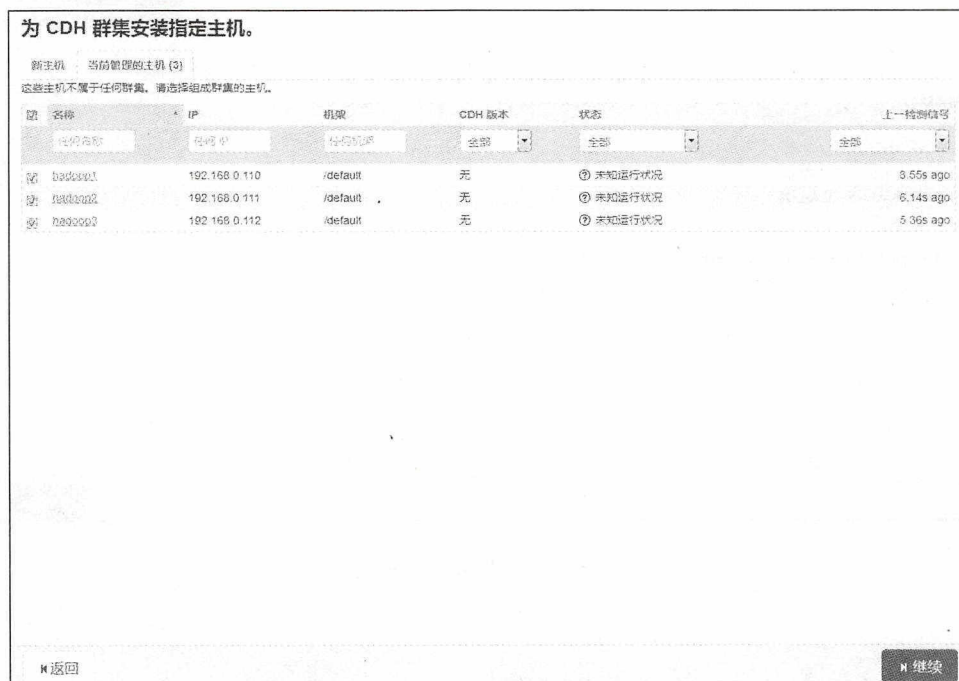 为 CDH 群集安装指定主机。
新主机 当前管理的主机 (3)
这些主机不属于任何群集。请选择组成群集的主机。
名称 IP 机架 CDH 版本 状态 上一检测信号
任何名称 任何 IP 任何机架 全部 全部 全部
hadoop1 192.168.0.110 /default 无 未知运行状况 3.55s ago
hadoop2 192.168.0.111 /default 无 未知运行状况 6.14s ago
hadoop3 192.168.0.112 /default 无 未知运行状况 5.36s ago
返回 继续